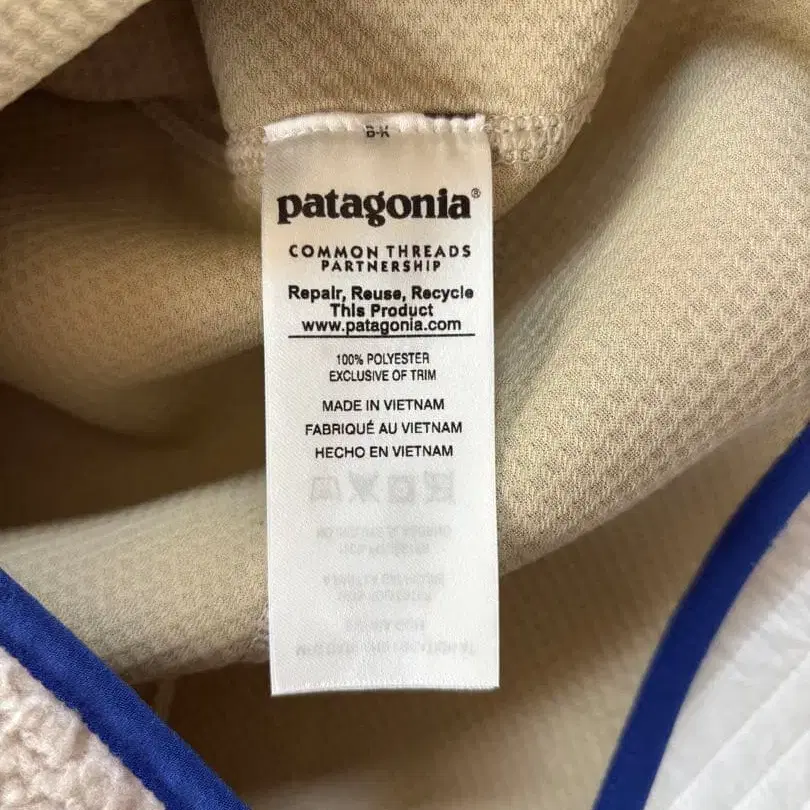 B-K
patagonia®
COMMON THREADS
PARTNERSHIP
Repair, Reuse, Recycle
This Product
www.patagonia.com
100% POLYESTER
EXCLUSIVE OF TRIM
MADE IN VIETNAM
FABRIQUÉ AU VIETNAM
HECHO EN VIETNAM